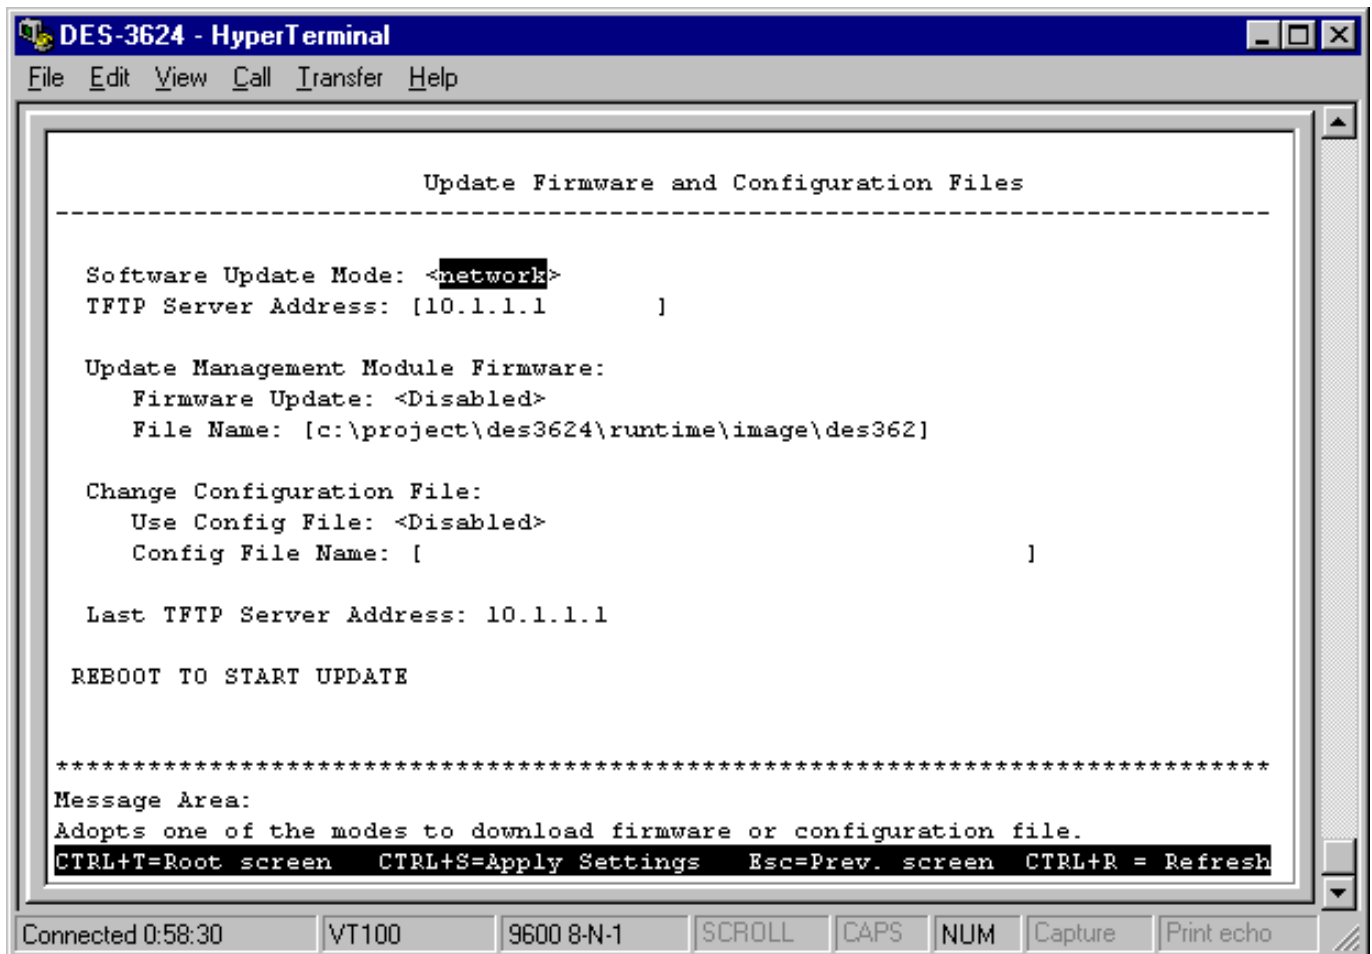 DES-3624 - HyperTerminal
File Edit View Call Transfer Help
Update Firmware and Configuration Files
-------------------------------------------------------------------------------
Software Update Mode: <network>
TFTP Server Address: [10.1.1.1       ]
Update Management Module Firmware:
Firmware Update: <Disabled>
File Name: [c:\project\des3624\runtime\image\des362]
Change Configuration File:
Use Config File: <Disabled>
Config File Name: [                                       ]
Last TFTP Server Address: 10.1.1.1
REBOOT TO START UPDATE
*******************************************************************************
Message Area:
Adopts one of the modes to download firmware or configuration file.
CTRL+T=Root screen   CTRL+S=Apply Settings   Esc=Prev. screen  CTRL+R = Refresh
Connected 0:58:30 VT100 9600 8-N-1 SCROLL CAPS NUM Capture Print echo